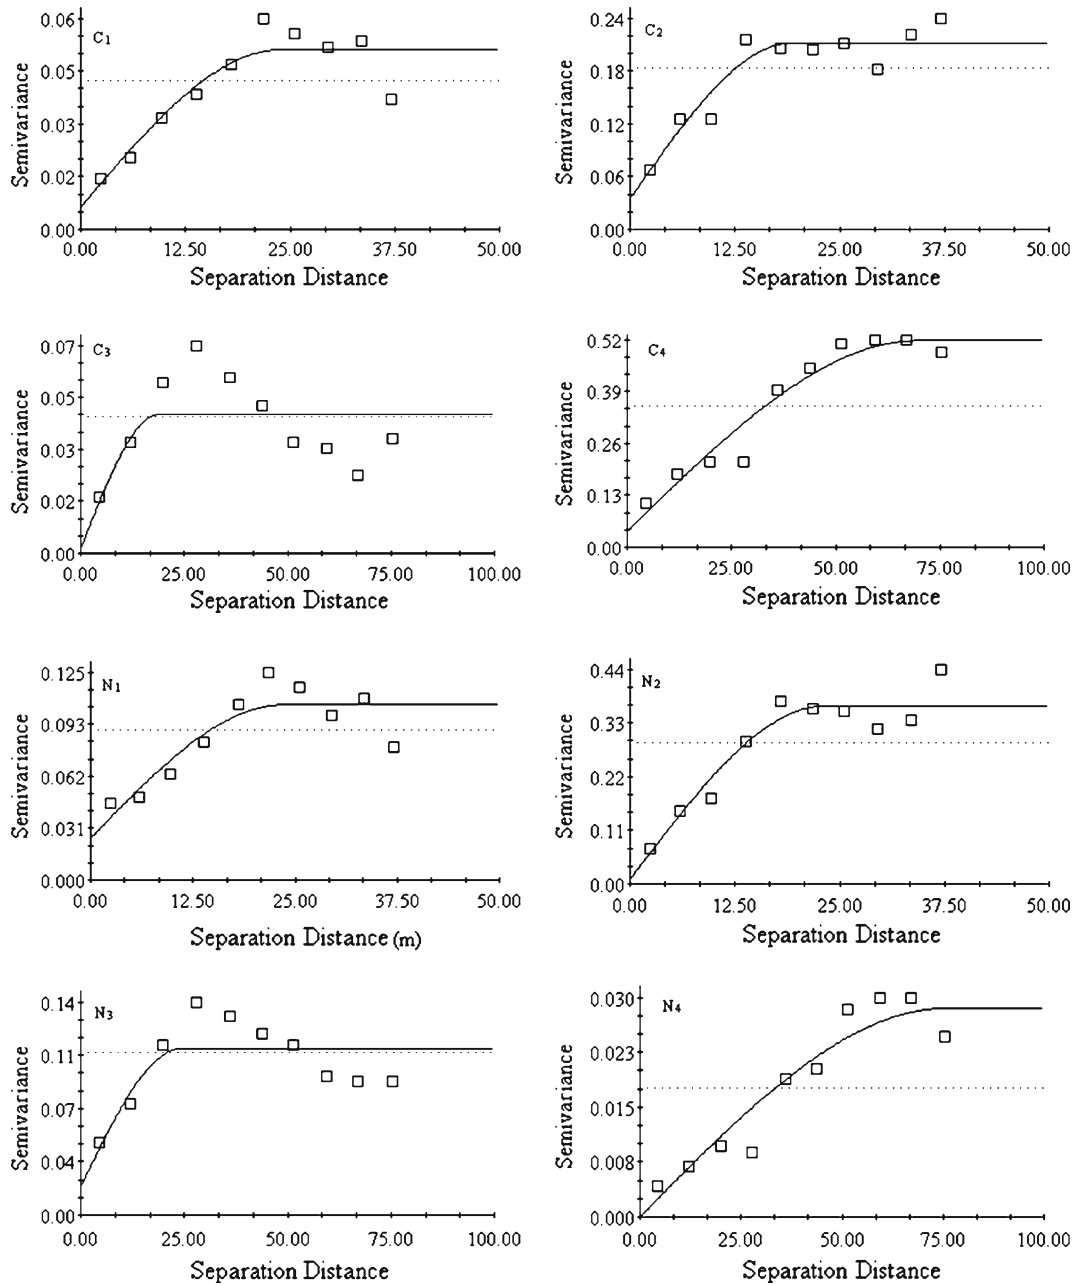 C1
Semivariance
0.06
0.05
0.03
0.02
0.00
0.00 12.50 25.00 37.50 50.00
Separation Distance
C2
Semivariance
0.24
0.18
0.12
0.06
0.00
0.00 12.50 25.00 37.50 50.00
Separation Distance
C3
Semivariance
0.07
0.05
0.03
0.02
0.00
0.00 25.00 50.00 75.00 100.00
Separation Distance
C4
Semivariance
0.52
0.39
0.26
0.13
0.00
0.00 25.00 50.00 75.00 100.00
Separation Distance
N1
Semivariance
0.125
0.093
0.062
0.031
0.000
0.00 12.50 25.00 37.50 50.00
Separation Distance (m)
N2
Semivariance
0.44
0.33
0.22
0.11
0.00
0.00 12.50 25.00 37.50 50.00
Separation Distance
N3
Semivariance
0.14
0.11
0.07
0.04
0.00
0.00 25.00 50.00 75.00 100.00
Separation Distance
N4
Semivariance
0.030
0.023
0.015
0.008
0.000
0.00 25.00 50.00 75.00 100.00
Separation Distance